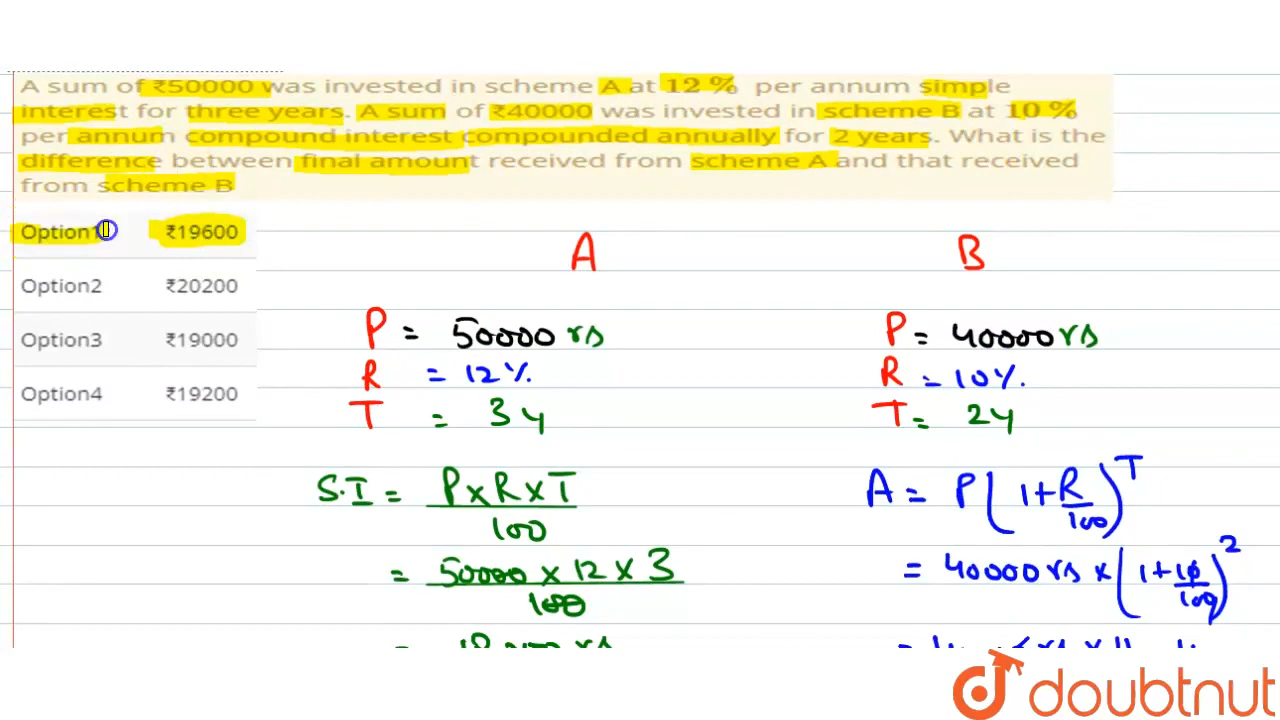 A sum of ₹50000 was invested in scheme A at 12 % per annum simple
interest for three years. A sum of ₹40000 was invested in scheme B at 10 %
per annum compound interest compounded annually for 2 years. What is the
difference between final amount received from scheme A and that received
from scheme B
Option1 ₹19600
Option2 ₹20200
Option3 ₹19000
Option4 ₹19200
A
P = 50000 rs
R = 12 %
T = 3 y
S.I = P x R x T
100
= 50000 x 12 x 3
100
B
P = 40000 rs
R = 10 %
T = 2 y
A = P ( 1 + R
100 ) T
= 40000 rs x ( 1 + 10
100 ) 2
doubtnut